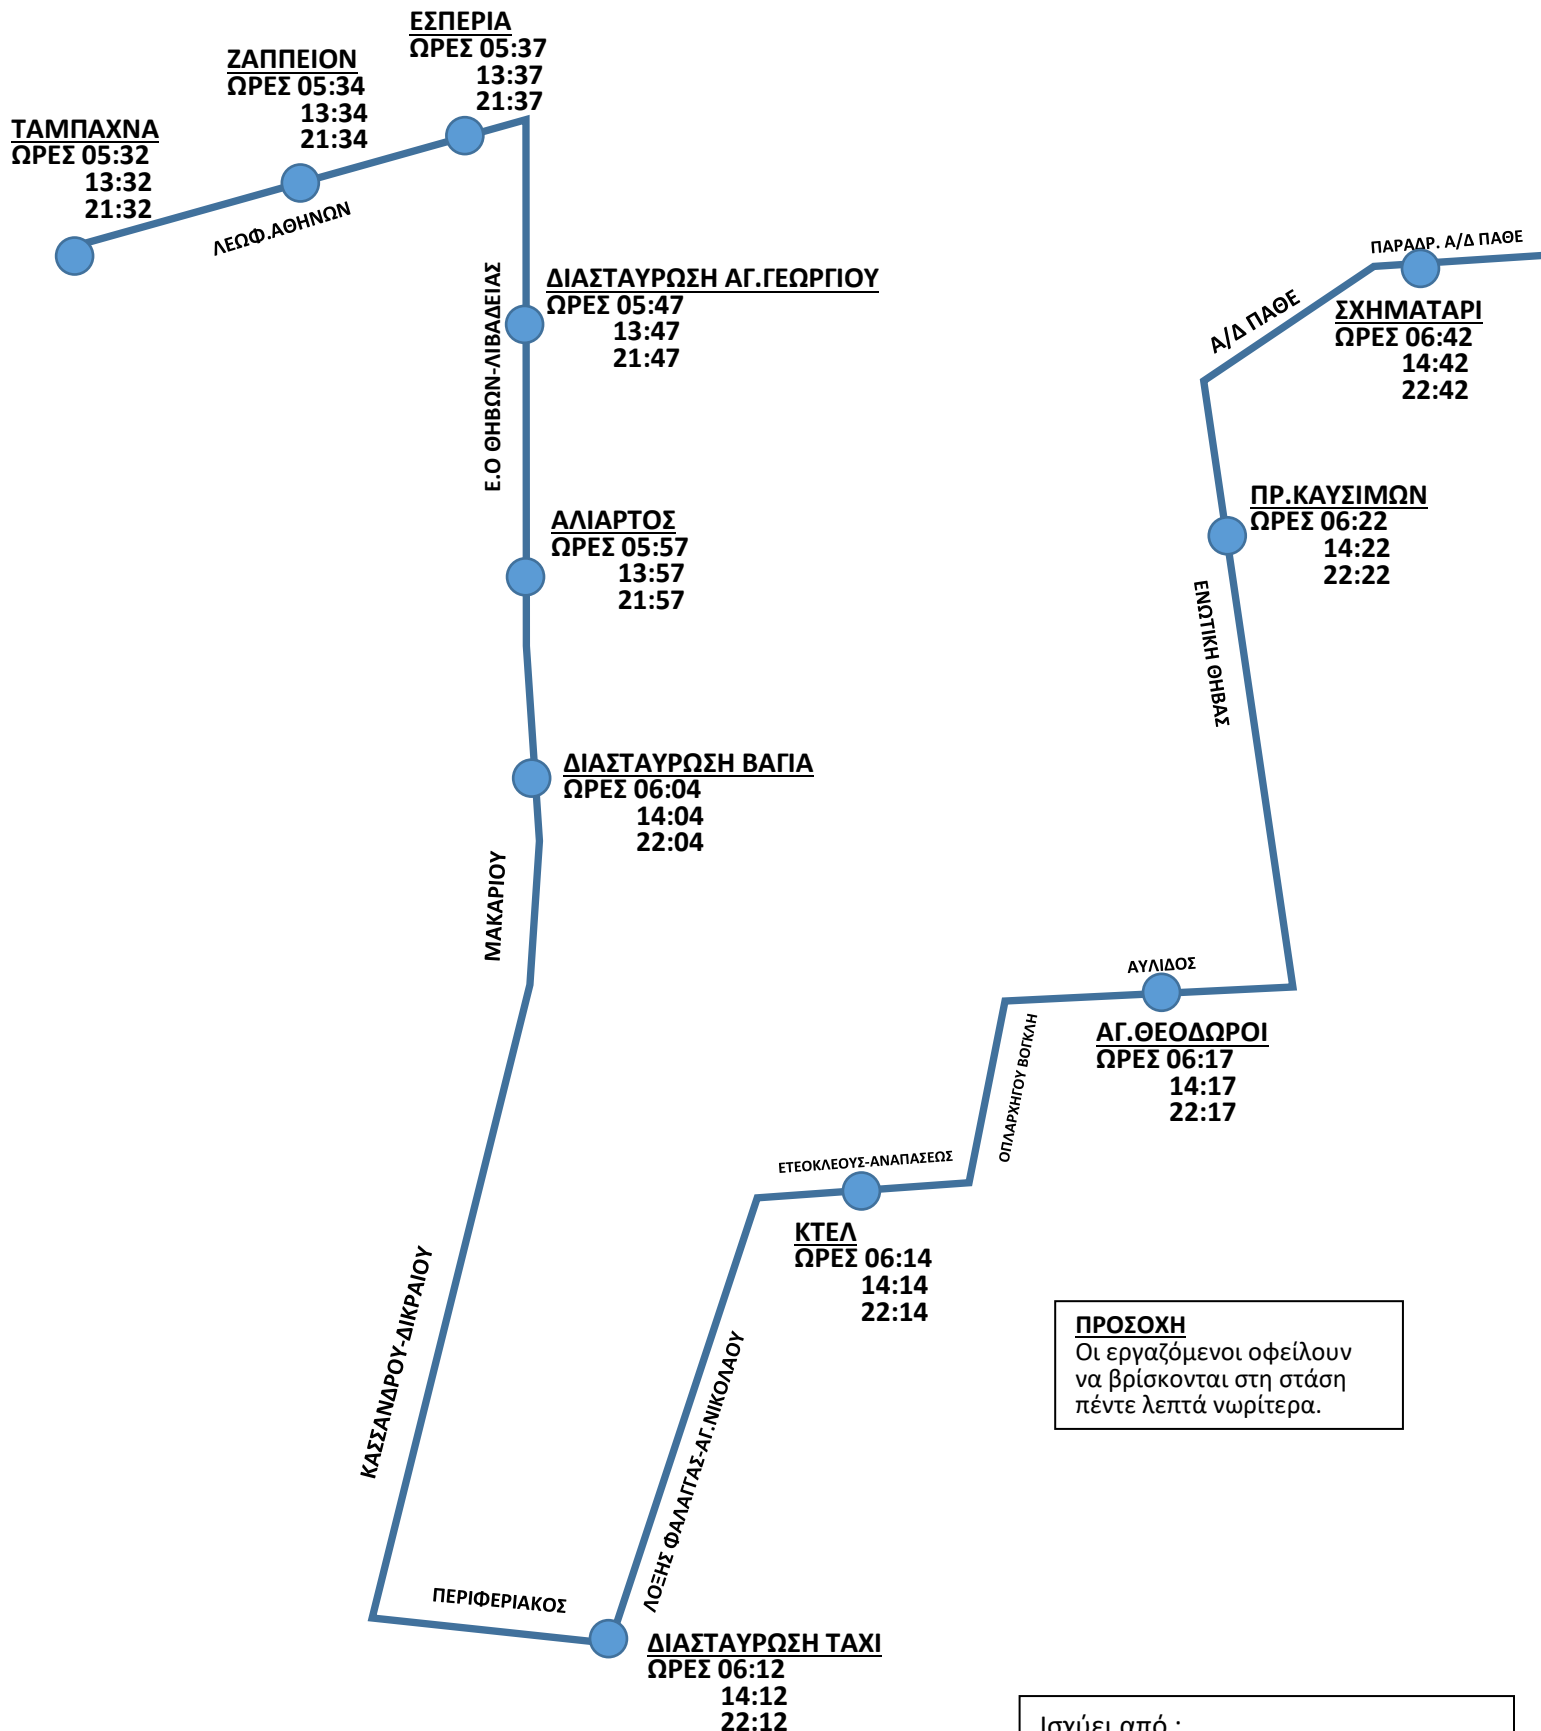 ΕΣΠΕΡΙΑ
ΩΡΕΣ 05:37
13:37
21:37
ΖΑΠΠΕΙΟΝ
ΩΡΕΣ 05:34
13:34
21:34
ΤΑΜΠΑΧΝΑ
ΩΡΕΣ 05:32
13:32
21:32
ΛΕΩΦ.ΑΘΗΝΩΝ
Ε.Ο ΘΗΒΩΝ-ΛΙΒΑΔΕΙΑΣ
ΔΙΑΣΤΑΥΡΩΣΗ ΑΓ.ΓΕΩΡΓΙΟΥ
ΩΡΕΣ 05:47
13:47
21:47
ΑΛΙΑΡΤΟΣ
ΩΡΕΣ 05:57
13:57
21:57
ΔΙΑΣΤΑΥΡΩΣΗ ΒΑΓΙΑ
ΩΡΕΣ 06:04
14:04
22:04
ΜΑΚΑΡΙΟΥ
ΚΑΣΣΑΝΔΡΟΥ-ΔΙΚΡΑΙΟΥ
ΠΕΡΙΦΕΡΙΑΚΟΣ
ΔΙΑΣΤΑΥΡΩΣΗ ΤΑΧΙ
ΩΡΕΣ 06:12
14:12
22:12
ΛΟΞΗΣ ΦΑΛΑΓΓΑΣ-ΑΓ.ΝΙΚΟΛΑΟΥ
ΕΤΕΟΚΛΕΟΥΣ-ΑΝΑΠΑΣΕΩΣ
ΚΤΕΛ
ΩΡΕΣ 06:14
14:14
22:14
ΟΠΛΑΡΧΗΓΟΥ ΒΟΓΚΛΗ
ΑΥΛΙΔΟΣ
ΑΓ.ΘΕΟΔΩΡΟΙ
ΩΡΕΣ 06:17
14:17
22:17
ΕΝΩΤΙΚΗ ΘΗΒΑΣ
ΠΡ.ΚΑΥΣΙΜΩΝ
ΩΡΕΣ 06:22
14:22
22:22
Α/Δ ΠΑΘΕ
ΠΑΡΑΔΡ. Α/Δ ΠΑΘΕ
ΣΧΗΜΑΤΑΡΙ
ΩΡΕΣ 06:42
14:42
22:42
ΠΡΟΣΟΧΗ
Οι εργαζόμενοι οφείλουν
να βρίσκονται στη στάση
πέντε λεπτά νωρίτερα.
Ισχύει από :